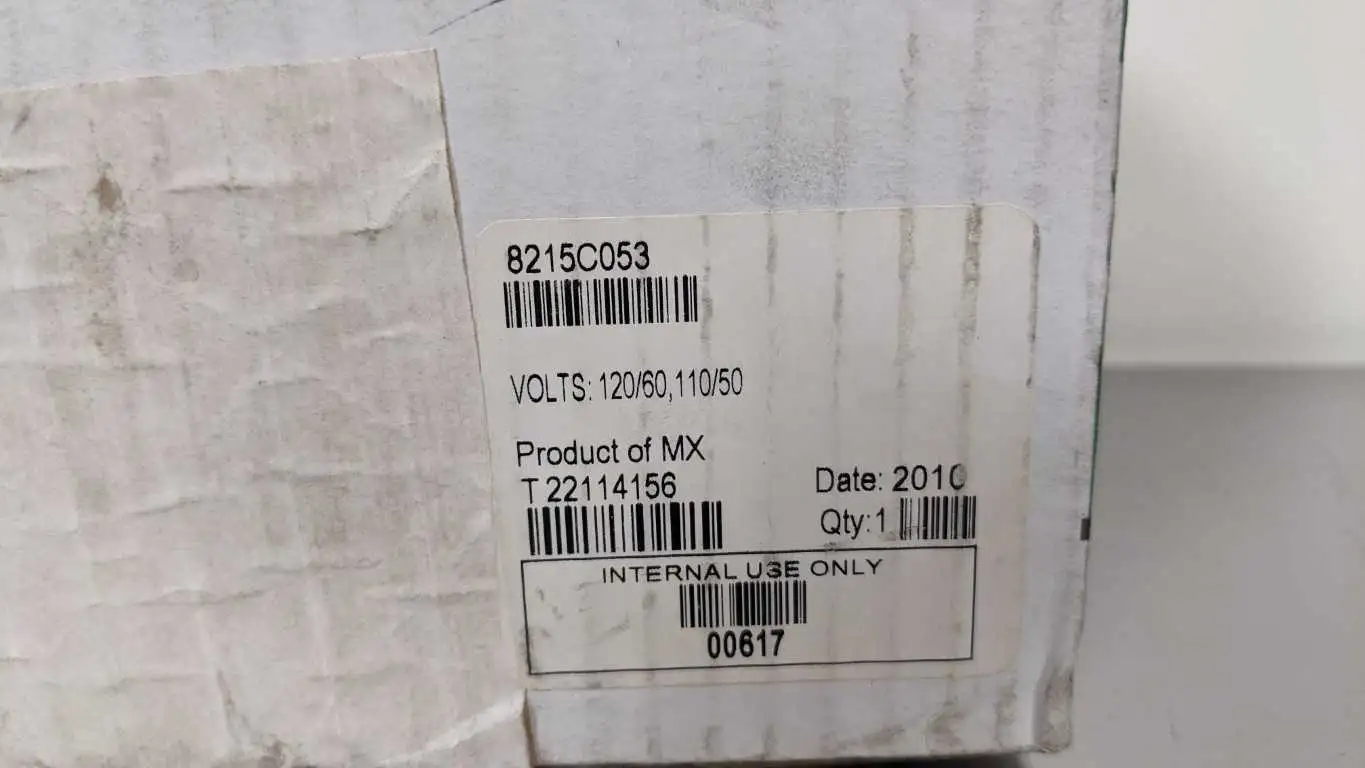 8215C053
VOLTS: 120/60,110/50
Product of MX
T 22114156
Date: 2010
Qty:1
INTERNAL USE ONLY
00617